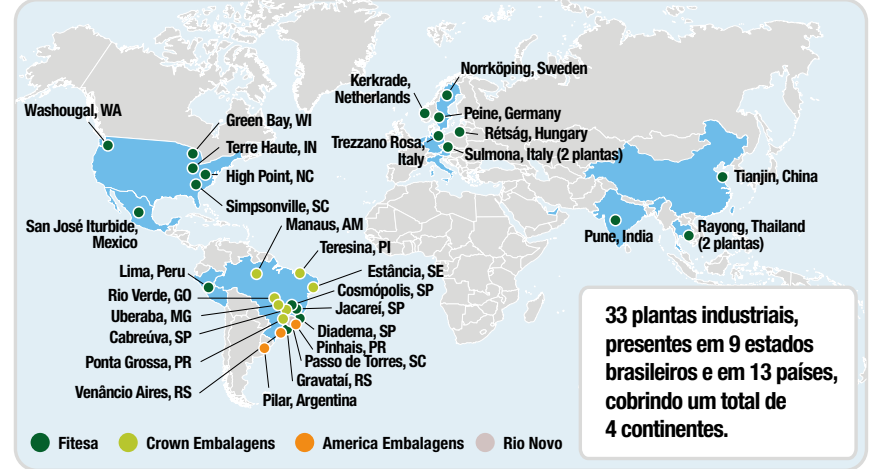 Norrköping, Sweden
Kerkrade,
Netherlands
Washougal, WA
Green Bay, WI
Peine, Germany
Rétság, Hungary
Terre Haute, IN
Trezzano Rosa,
Italy
Sulmona, Italy (2 plantas)
High Point, NC
Tianjin, China
Simpsonville, SC
San José Iturbide,
Mexico
Manaus, AM
Rayong, Thailand
(2 plantas)
Pune, India
Teresina, PI
Lima, Peru
Estância, SE
Rio Verde, GO
Cosmópolis, SP
Uberaba, MG
Jacareí, SP
Cabreúva, SP
Diadema, SP
Pinhais, PR
Ponta Grossa, PR
Passo de Torres, SC
Gravataí, RS
Venâncio Aires, RS
Pilar, Argentina
33 plantas industriais,
presentes em 9 estados
brasileiros e em 13 países,
cobrindo um total de
4 continentes.
Fitesa
Crown Embalagens
America Embalagens
Rio Novo